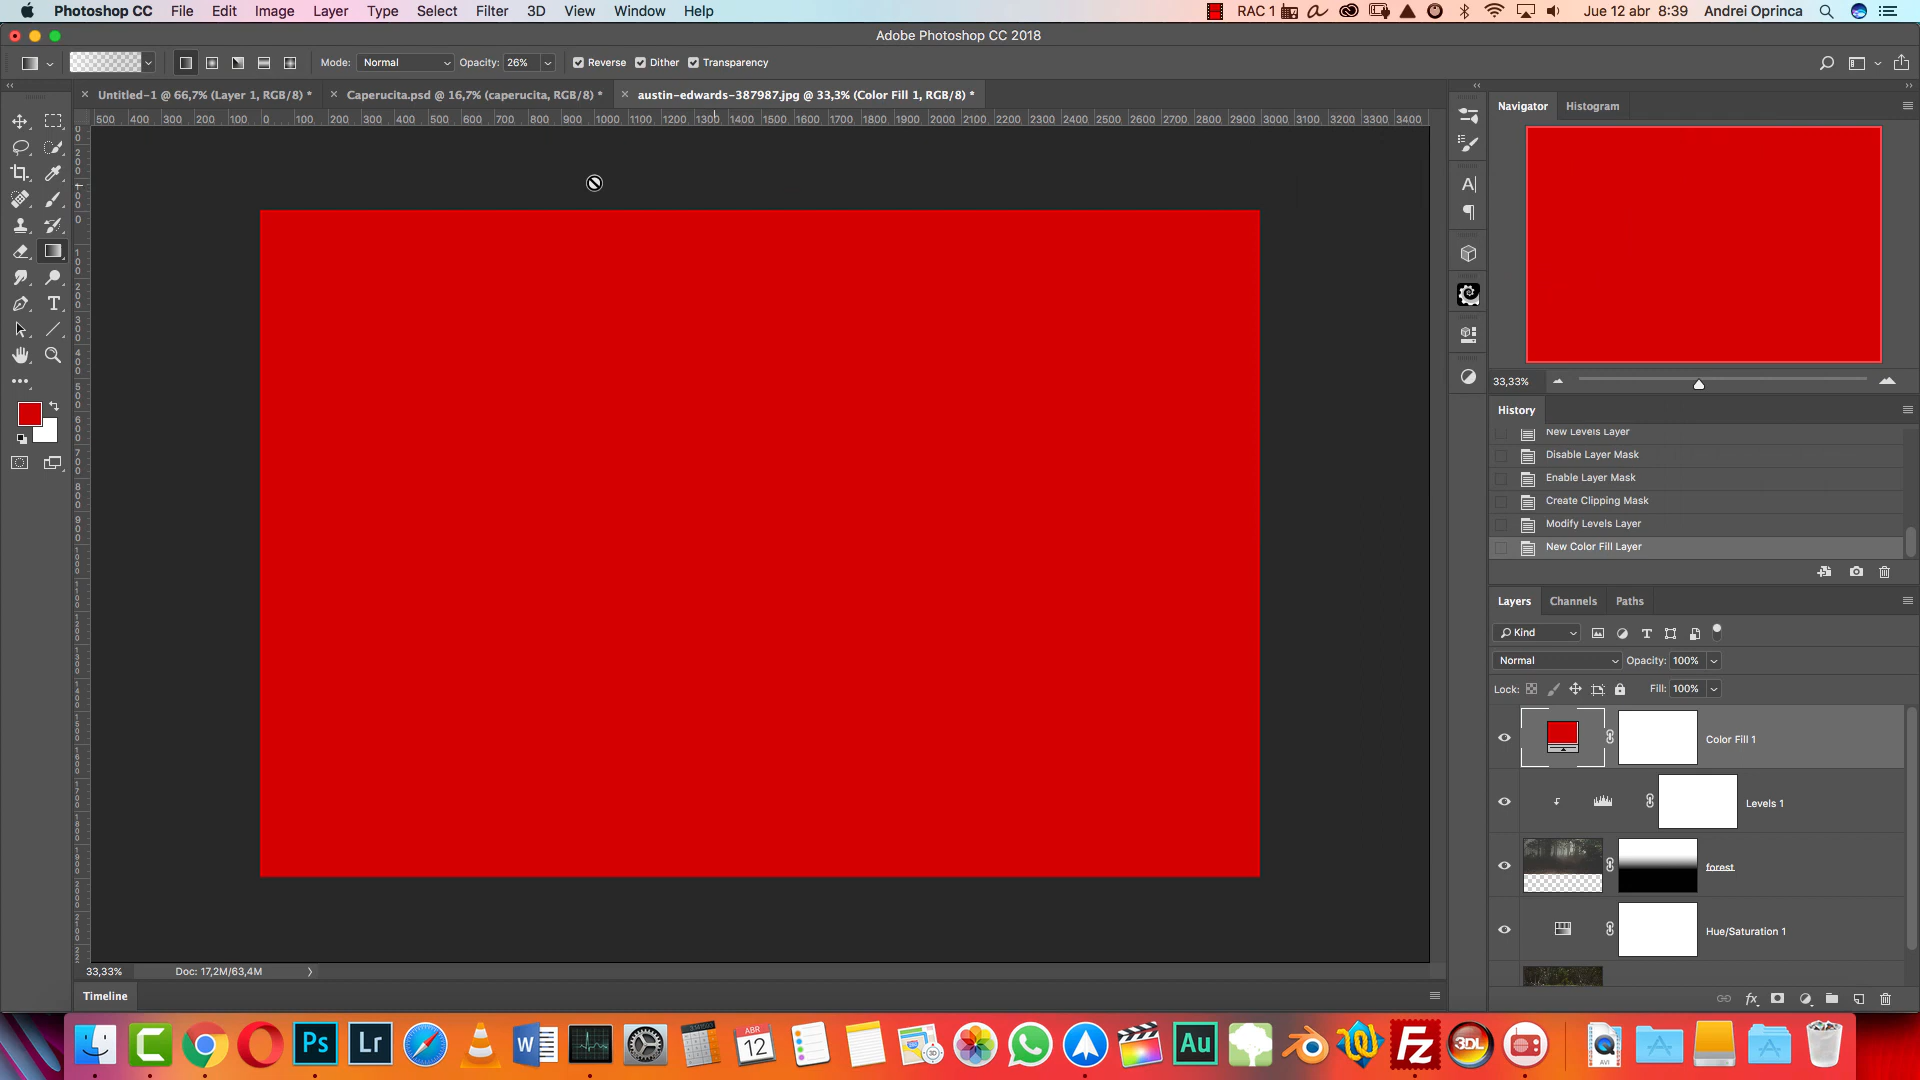 Photoshop CC File Edit Image Layer Type Select Filter 3D View Window Help RAC 1 Jue 12 abr 8:39 Andrei Oprinca
Adobe Photoshop CC 2018
Mode: Normal Opacity: 26% Reverse Dither Transparency
Untitled-1 @ 66,7% (Layer 1, RGB/8) * Caperucita.psd @ 16,7% (caperucita, RGB/8) * austin-edwards-387987.jpg @ 33,3% (Color Fill 1, RGB/8) *
500 400 300 200 100 0 100 200 300 400 500 600 700 800 900 1000 1100 1200 1300 1400 1500 1600 1700 1800 1900 2000 2100 2200 2300 2400 2500 2600 2700 2800 2900 3000 3100 3200 3300 3400
Navigator Histogram
33,33%
History
New Levels Layer
Disable Layer Mask
Enable Layer Mask
Create Clipping Mask
Modify Levels Layer
New Color Fill Layer
Layers Channels Paths
Kind
Normal Opacity: 100%
Lock: Fill: 100%
Color Fill 1
Levels 1
forest
Hue/Saturation 1
33,33% Doc: 17,2M/63,4M
Timeline
Ps Lr W ABR 12 3D Au Fz 3DL AVI